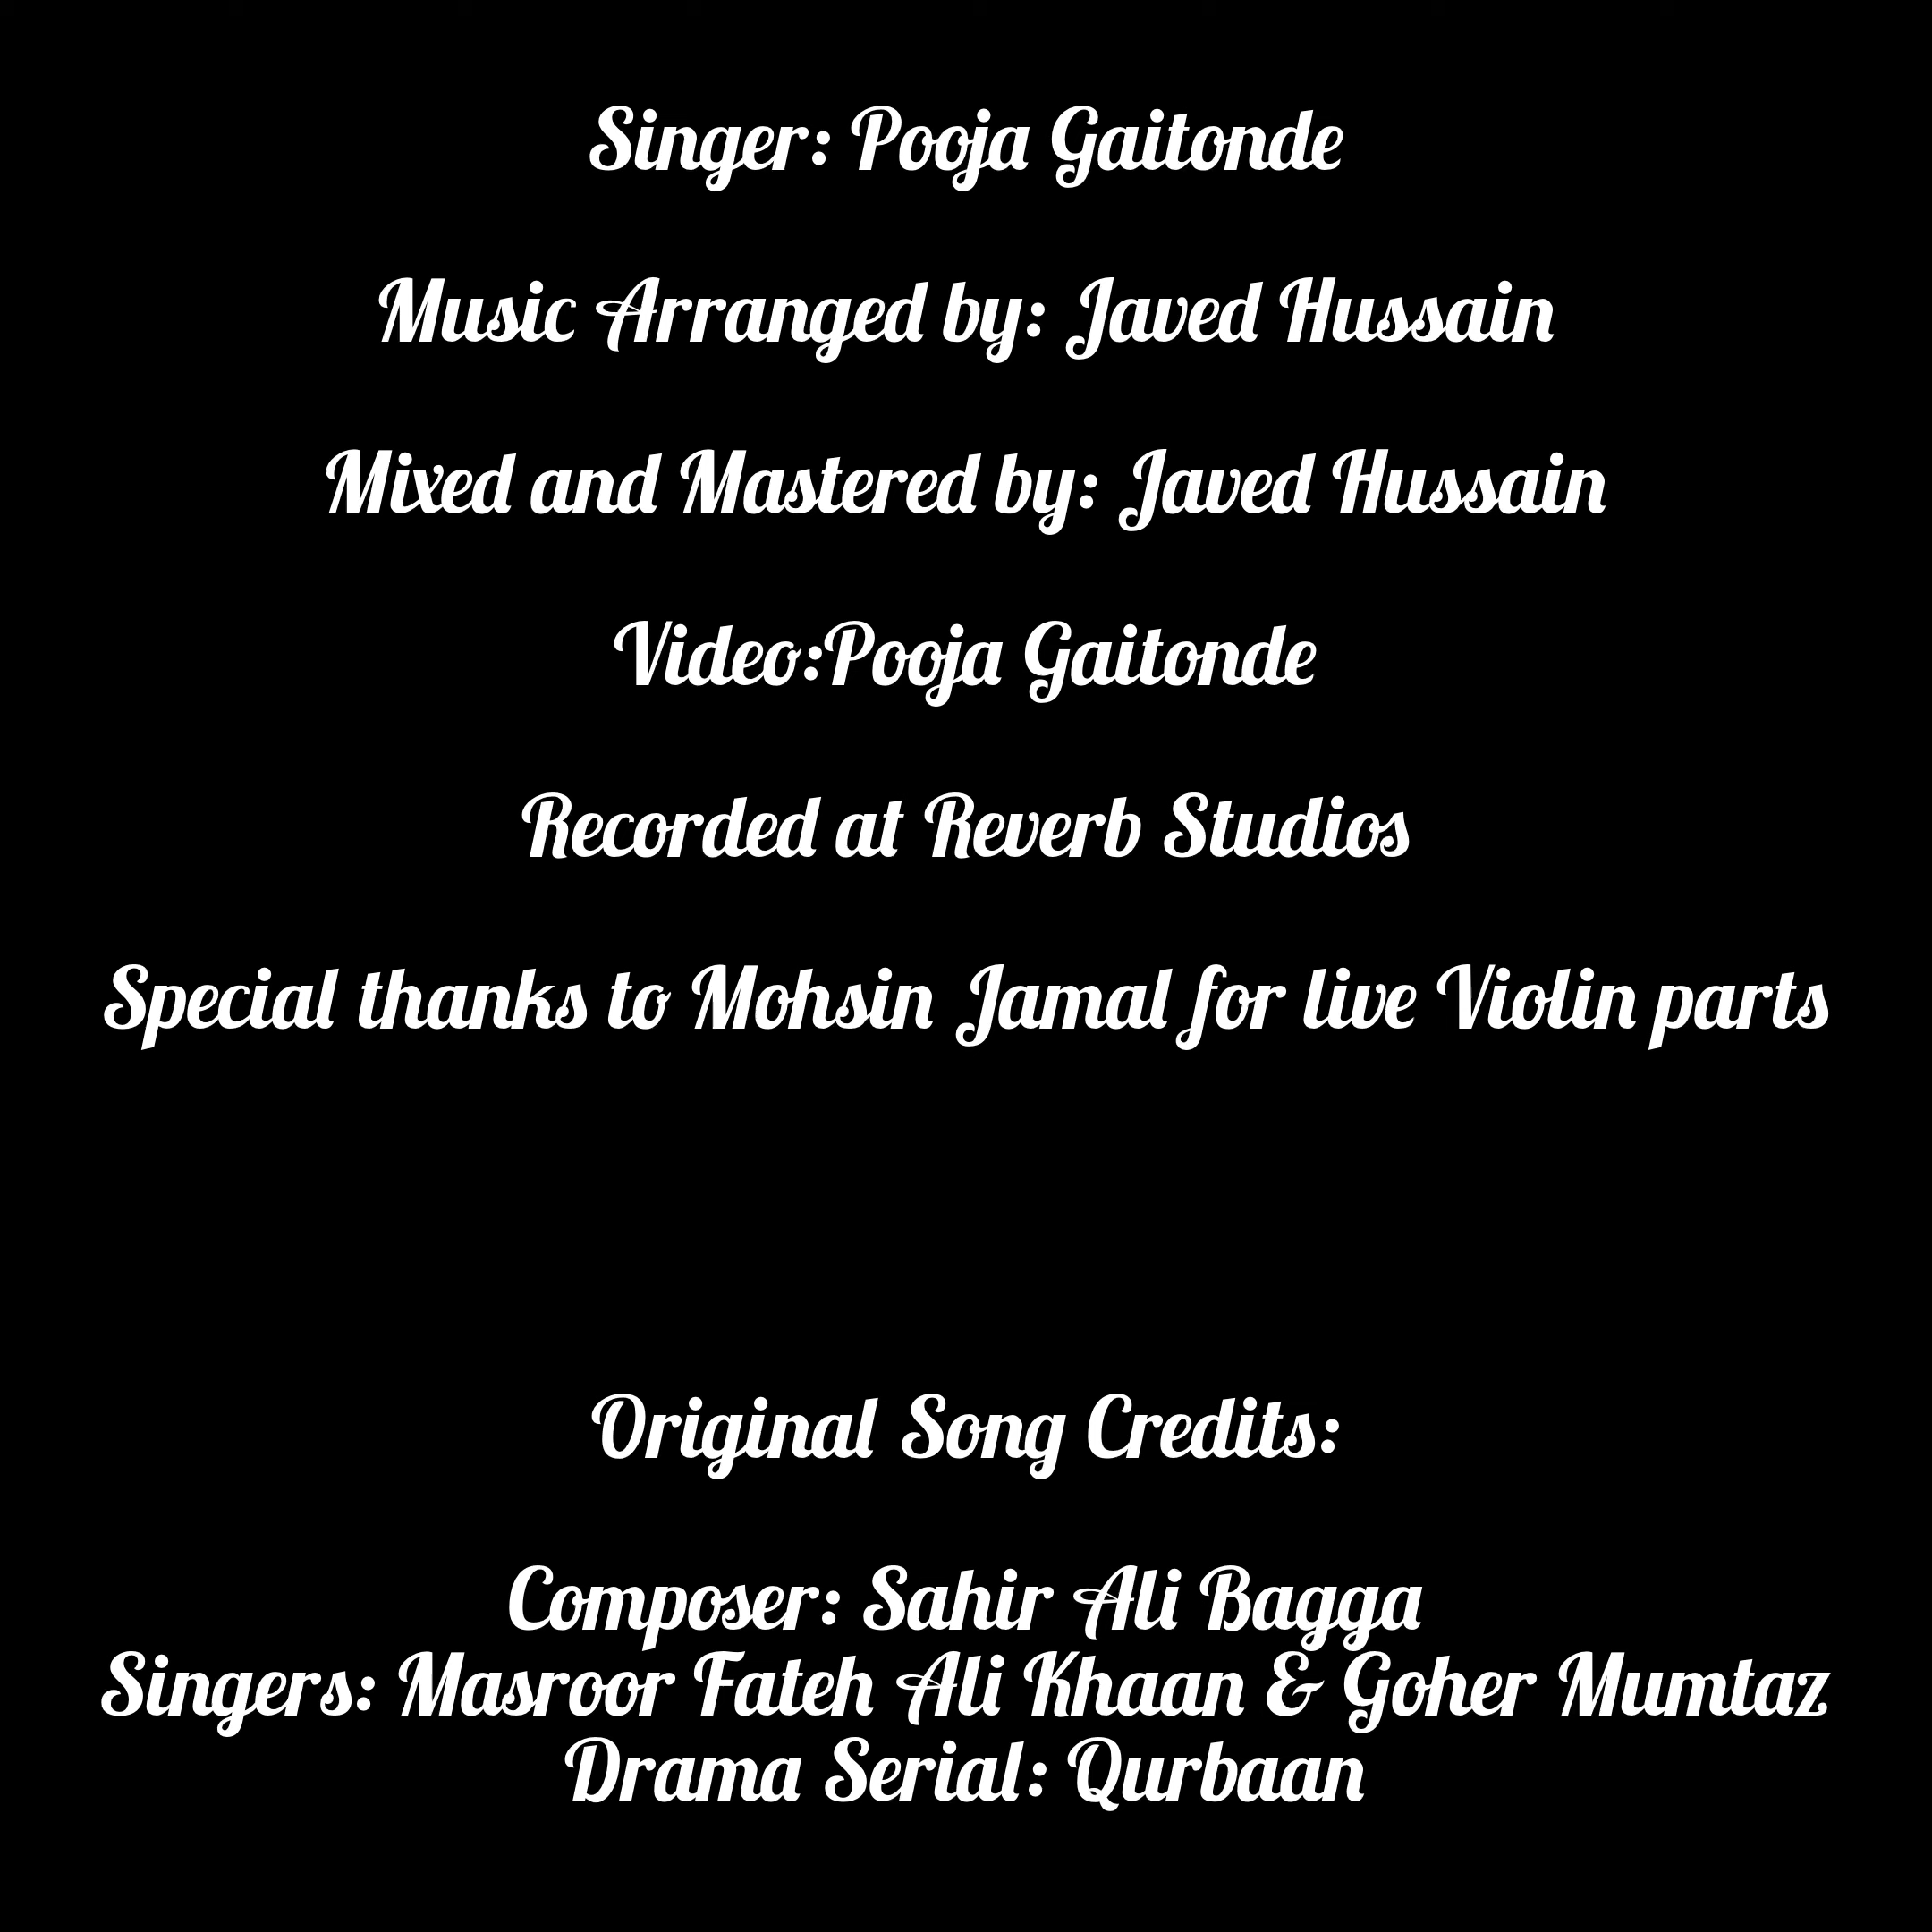 Singer: Pooja Gaitonde
Music Arranged by: Javed Hussain
Mixed and Mastered by: Javed Hussain
Video:Pooja Gaitonde
Recorded at Reverb Studios
Special thanks to Mohsin Jamal for live Violin parts
Original Song Credits:
Composer: Sahir Ali Bagga
Singers: Masroor Fateh Ali Khaan & Goher Mumtaz
Drama Serial: Qurbaan